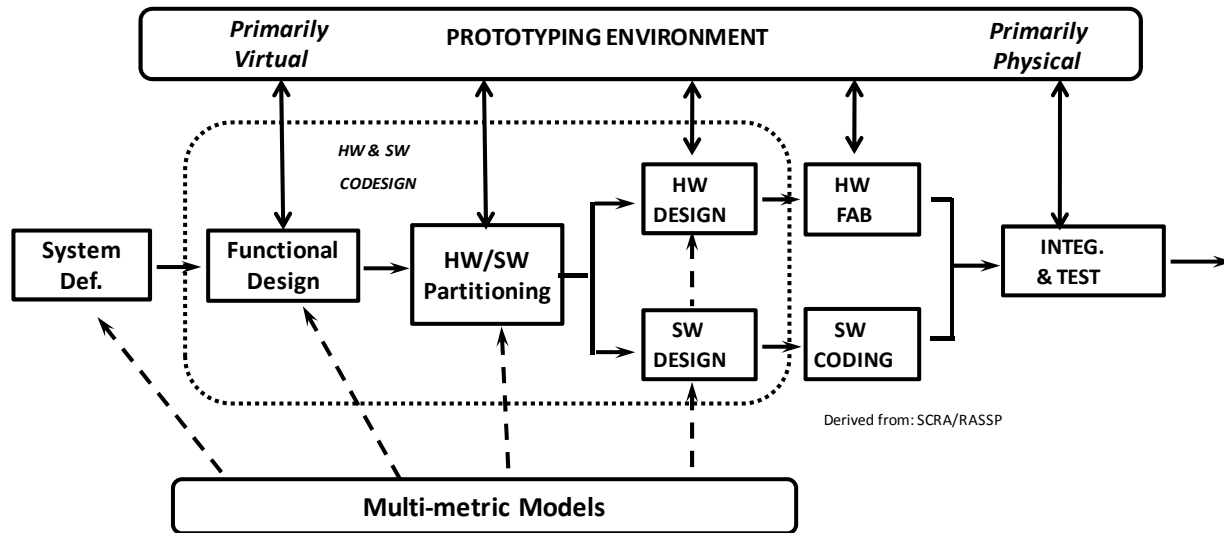 Primarily
Virtual
PROTOTYPING ENVIRONMENT
Primarily
Physical
HW & SW
CODESIGN
System
Def.
Functional
Design
HW/SW
Partitioning
HW
DESIGN
HW
FAB
SW
DESIGN
SW
CODING
INTEG.
& TEST
Derived from: SCRA/RASSP
Multi-metric Models